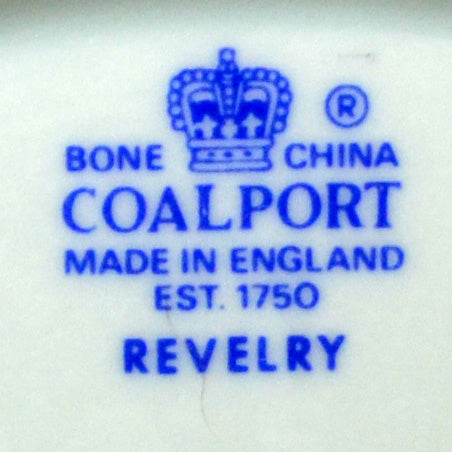 ®
BONE CHINA
COALPORT
MADE IN ENGLAND
EST. 1750
REVELRY